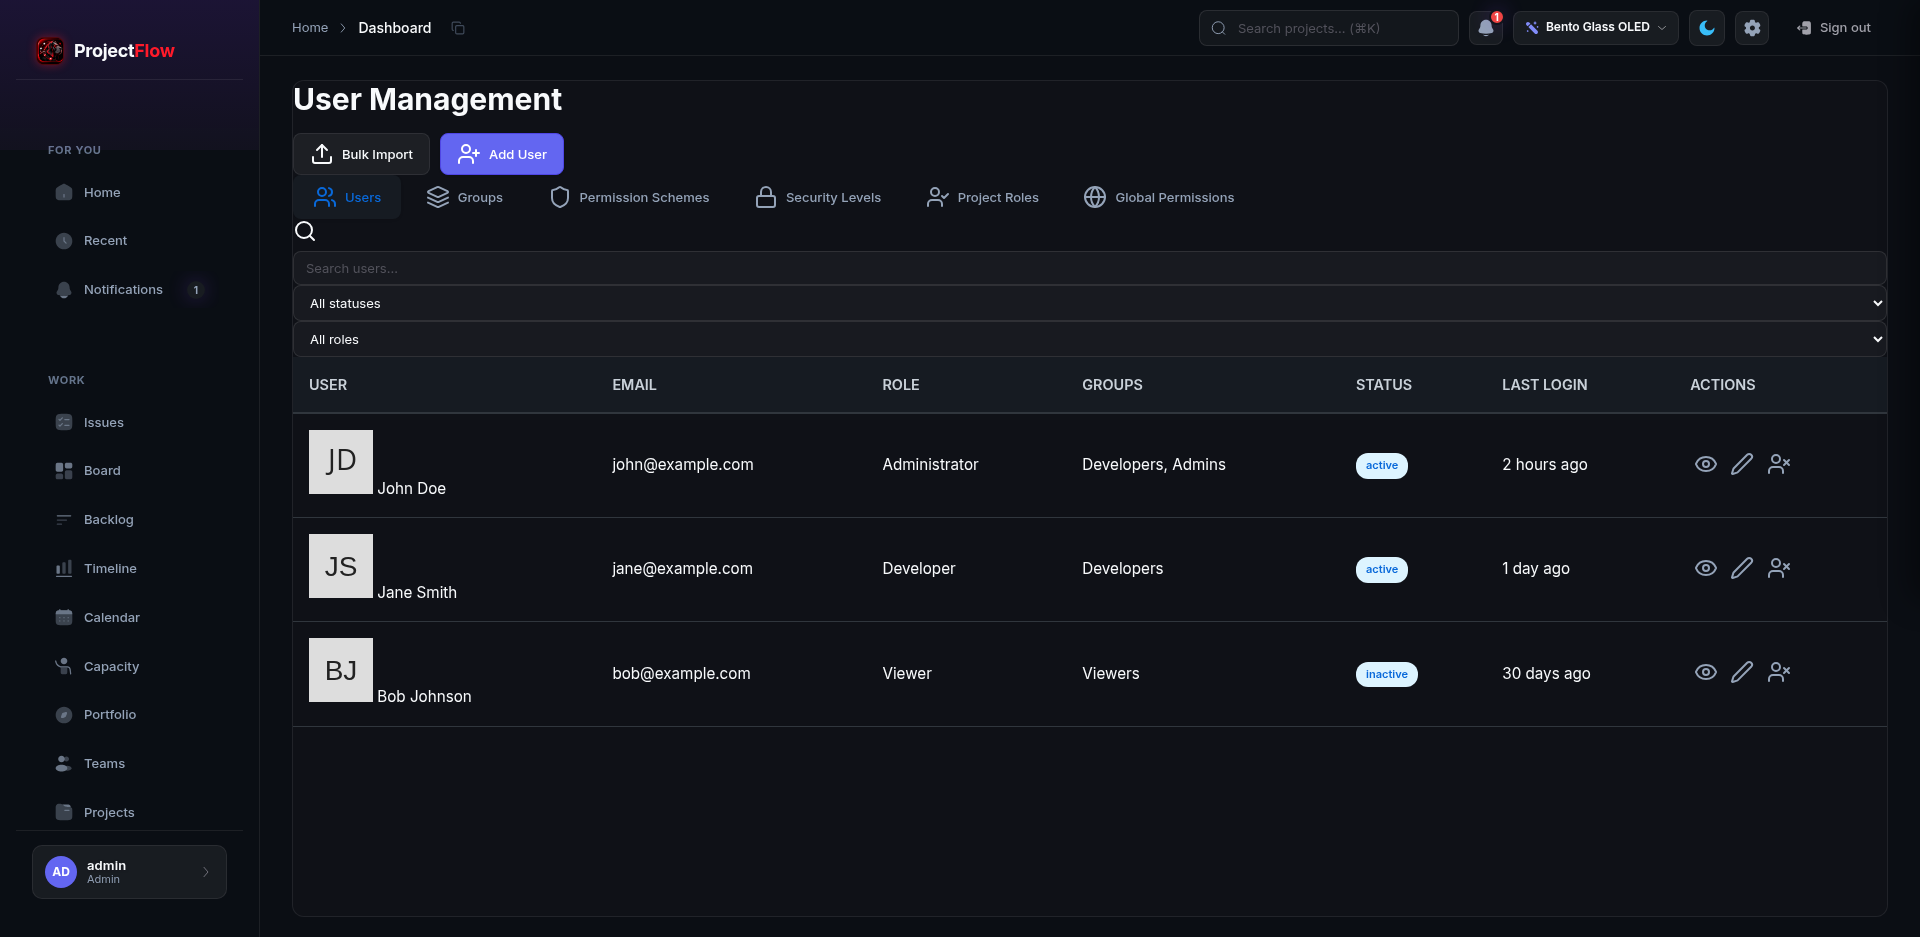 ProjectFlow
Home
Dashboard
Search projects... (⌘K)
1
Bento Glass OLED
Sign out
FOR YOU
Home
Recent
Notifications 1
WORK
Issues
Board
Backlog
Timeline
Calendar
Capacity
Portfolio
Teams
Projects
AD
admin
Admin
User Management
Bulk Import
Add User
Users
Groups
Permission Schemes
Security Levels
Project Roles
Global Permissions
Search users...
All statuses
All roles
USER EMAIL ROLE GROUPS STATUS LAST LOGIN ACTIONS
JD John Doe john@example.com Administrator Developers, Admins active 2 hours ago
JS Jane Smith jane@example.com Developer Developers active 1 day ago
BJ Bob Johnson bob@example.com Viewer Viewers inactive 30 days ago